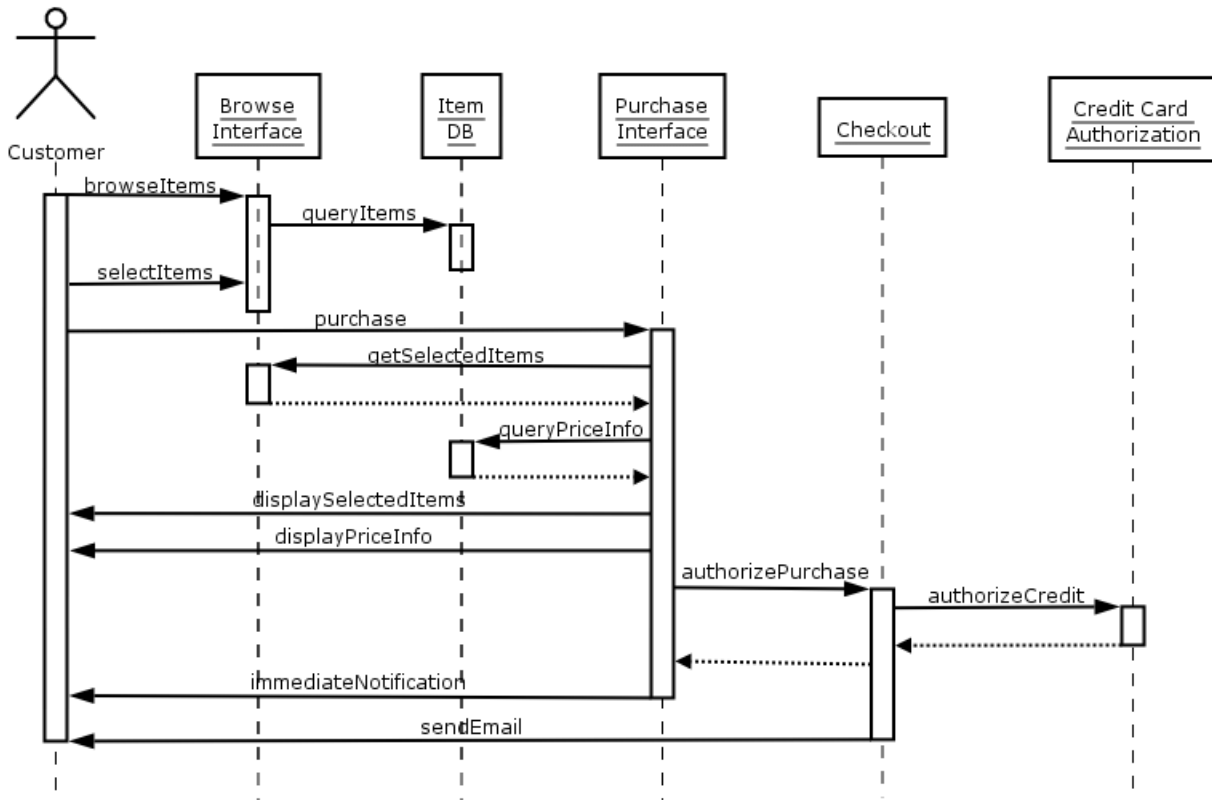 Customer
Browse
Interface
Item
DB
Purchase
Interface
Checkout
Credit Card
Authorization
browseItems
queryItems
selectItems
purchase
getSelectedItems
queryPriceInfo
displaySelectedItems
displayPriceInfo
authorizePurchase
authorizeCredit
immediateNotification
sendEmail